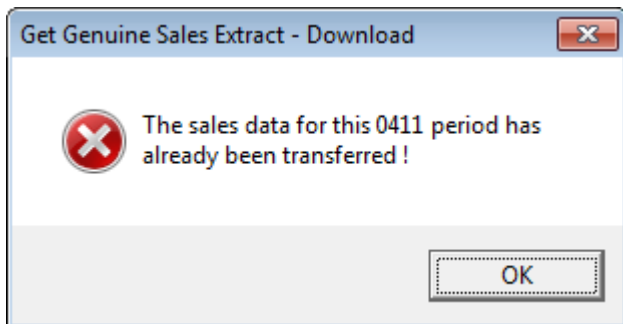 Get Genuine Sales Extract - Download
The sales data for this 0411 period has
already been transferred !
OK